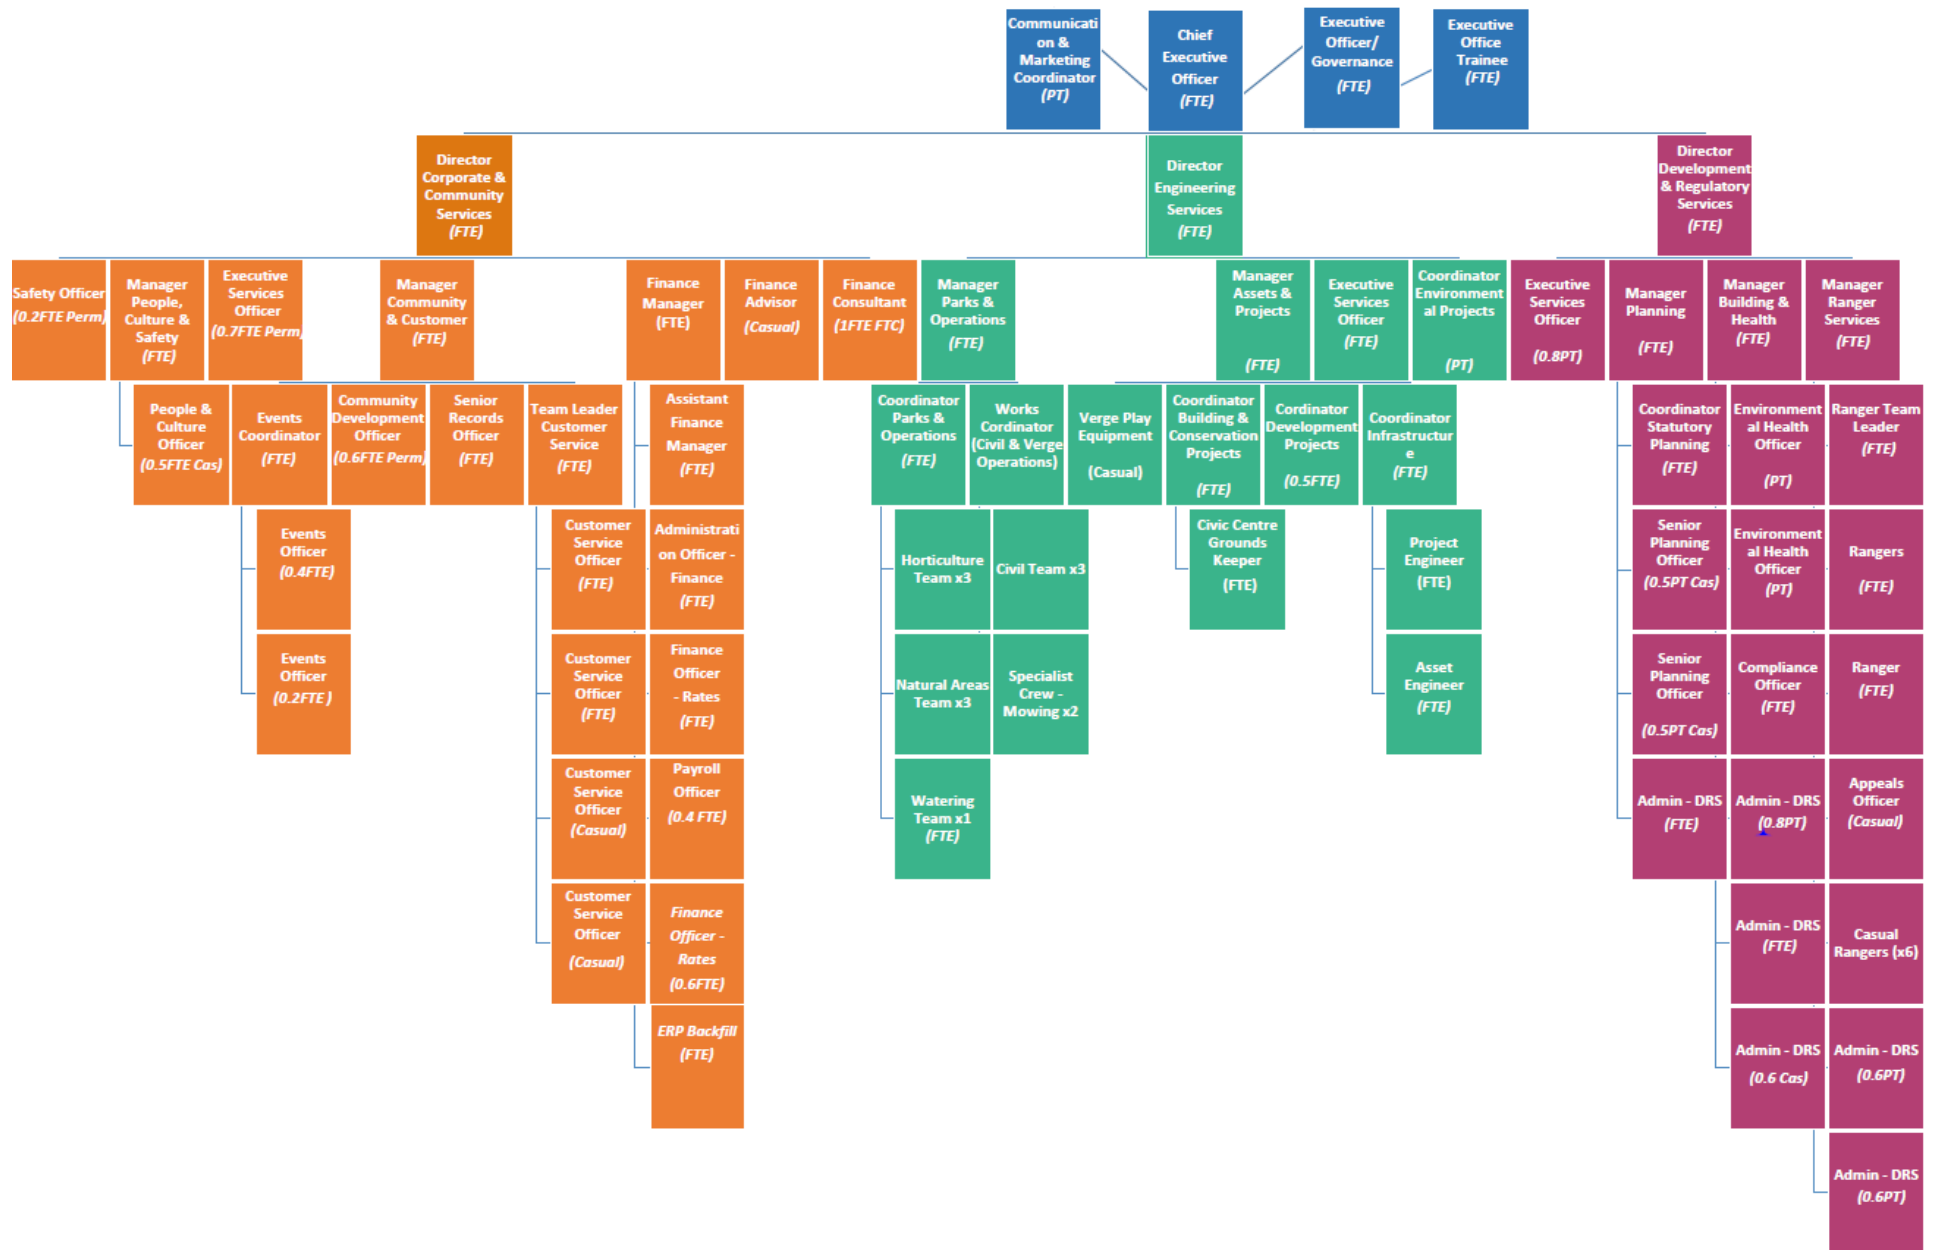 Communicati
on &
Marketing
Coordinator
(PT)
Chief
Executive
Officer
(FTE)
Executive
Officer/
Governance
(FTE)
Executive
Office
Trainee
(FTE)
Director
Corporate &
Community
Services
(FTE)
Director
Engineering
Services
(FTE)
Director
Development
& Regulatory
Services
(FTE)
Safety Officer
(0.2FTE Perm)
Manager
People,
Culture &
Safety
(FTE)
Executive
Services
Officer
(0.7FTE Perm)
Manager
Community
& Customer
(FTE)
Finance
Manager
(FTE)
Finance
Advisor
(Casual)
Finance
Consultant
(1FTE FTC)
Manager
Parks &
Operations
(FTE)
Manager
Assets &
Projects
(FTE)
Executive
Services
Officer
(FTE)
Coordinator
Environment
al Projects
(PT)
Executive
Services
Officer
(0.8PT)
Manager
Planning
(FTE)
Manager
Building &
Health
(FTE)
Manager
Ranger
Services
(FTE)
People &
Culture
Officer
(0.5FTE Cas)
Events
Coordinator
(FTE)
Community
Development
Officer
(0.6FTE Perm)
Senior
Records
Officer
(FTE)
Team Leader
Customer
Service
(FTE)
Assistant
Finance
Manager
(FTE)
Coordinator
Parks &
Operations
(FTE)
Works
Cordinator
(Civil & Verge
Operations)
Verge Play
Equipment
(Casual)
Coordinator
Building &
Conservation
Projects
(FTE)
Cordinator
Development
Projects
(0.5FTE)
Coordinator
Infrastructur
e
(FTE)
Coordinator
Statutory
Planning
(FTE)
Environment
al Health
Officer
(PT)
Ranger Team
Leader
(FTE)
Events
Officer
(0.4FTE)
Customer
Service
Officer
(FTE)
Administrati
on Officer -
Finance
(FTE)
Horticulture
Team x3
Civil Team x3
Civic Centre
Grounds
Keeper
(FTE)
Project
Engineer
(FTE)
Senior
Planning
Officer
(0.5PT Cas)
Environment
al Health
Officer
(PT)
Rangers
(FTE)
Events
Officer
(0.2FTE )
Customer
Service
Officer
(FTE)
Finance
Officer
- Rates
(FTE)
Natural Areas
Team x3
Specialist
Crew -
Mowing x2
Asset
Engineer
(FTE)
Senior
Planning
Officer
(0.5PT Cas)
Compliance
Officer
(FTE)
Ranger
(FTE)
Customer
Service
Officer
(Casual)
Payroll
Officer
(0.4 FTE)
Watering
Team x1
(FTE)
Admin - DRS
(FTE)
Admin - DRS
(0.8PT)
Appeals
Officer
(Casual)
Customer
Service
Officer
(Casual)
Finance
Officer -
Rates
(0.6FTE)
Admin - DRS
(FTE)
Casual
Rangers (x6)
ERP Backfill
(FTE)
Admin - DRS
(0.6 Cas)
Admin - DRS
(0.6PT)
Admin - DRS
(0.6PT)